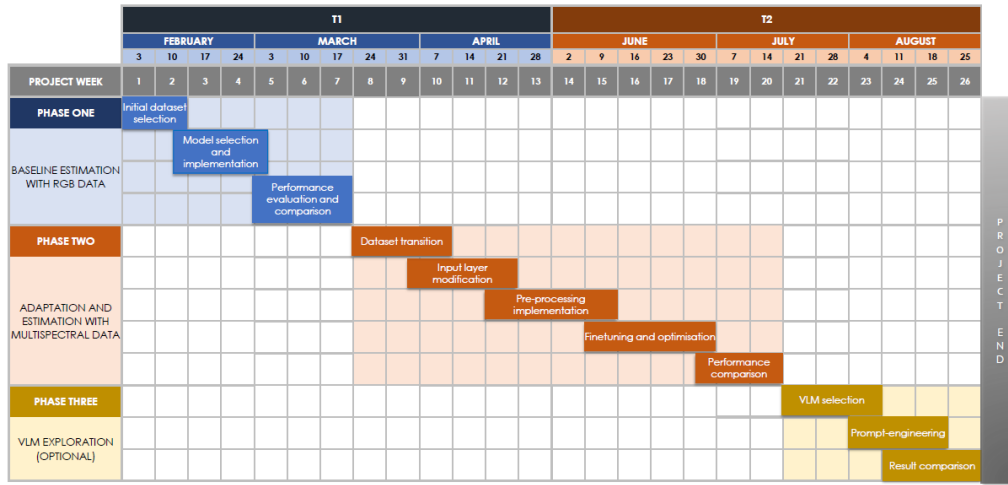 T1 T2
FEBRUARY MARCH APRIL JUNE JULY AUGUST
3 10 17 24 3 10 17 24 31 7 14 21 28 2 9 16 23 30 7 14 21 28 4 11 18 25
PROJECT WEEK 1 2 3 4 5 6 7 8 9 10 11 12 13 14 15 16 17 18 19 20 21 22 23 24 25 26
PHASE ONE
Initial dataset
selection
BASELINE ESTIMATION
WITH RGB DATA
Model selection
and
implementation
Performance
evaluation and
comparison
PHASE TWO
Dataset transition
ADAPTATION AND
ESTIMATION WITH
MULTISPECTRAL DATA
Input layer
modification
Pre-processing
implementation
Finetuning and optimisation
Performance
comparison
PHASE THREE
VLM selection
VLM EXPLORATION
(OPTIONAL)
Prompt-engineering
Result comparison
PROJECT END